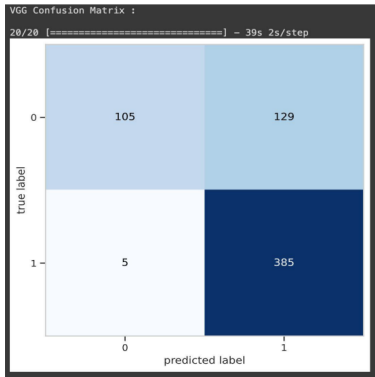 VGG Confusion Matrix :
20/20 [==============================] - 39s 2s/step
0 105 129
true label
1 5 385
0 1
predicted label